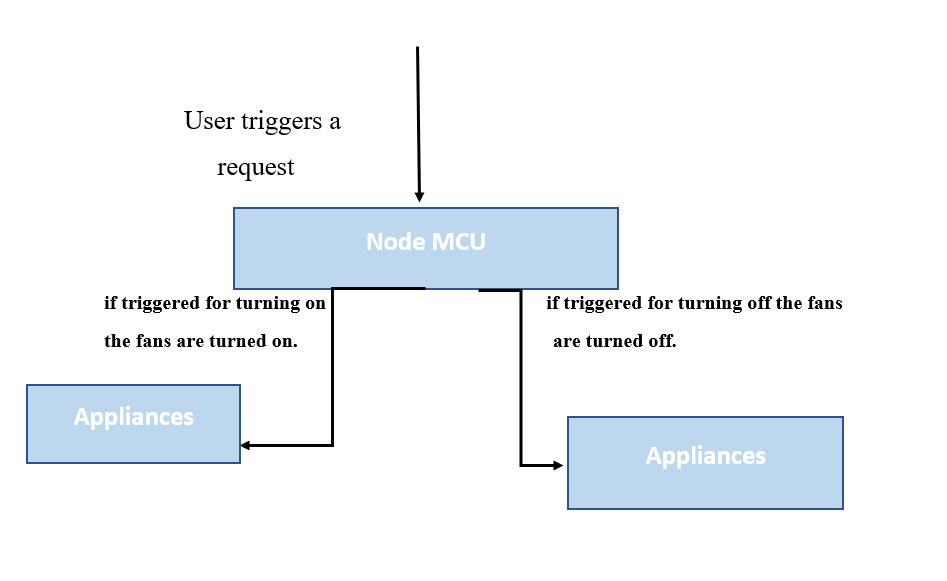 User triggers a
request
Node MCU
if triggered for turning on
the fans are turned on.
if triggered for turning off the fans
are turned off.
Appliances
Appliances